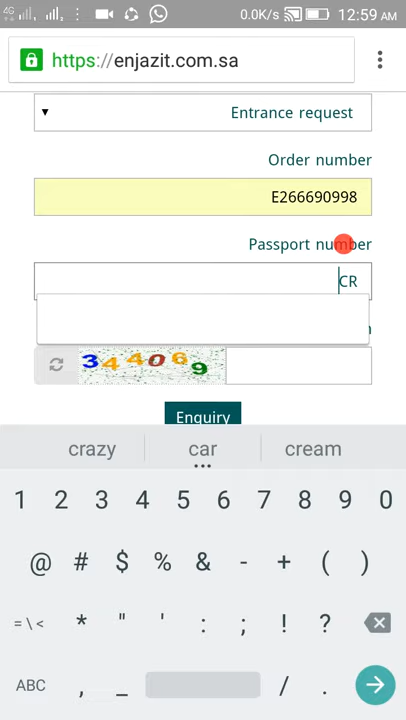 4G 0.0K/s 12:59 AM
https://enjazit.com.sa
Entrance request
Order number
E266690998
Passport number
CR
344069
Enquiry
crazy car cream
1 2 3 4 5 6 7 8 9 0
@ # $ % & - + ( )
= \ < * " ' : ; ! ?
ABC , _ / .